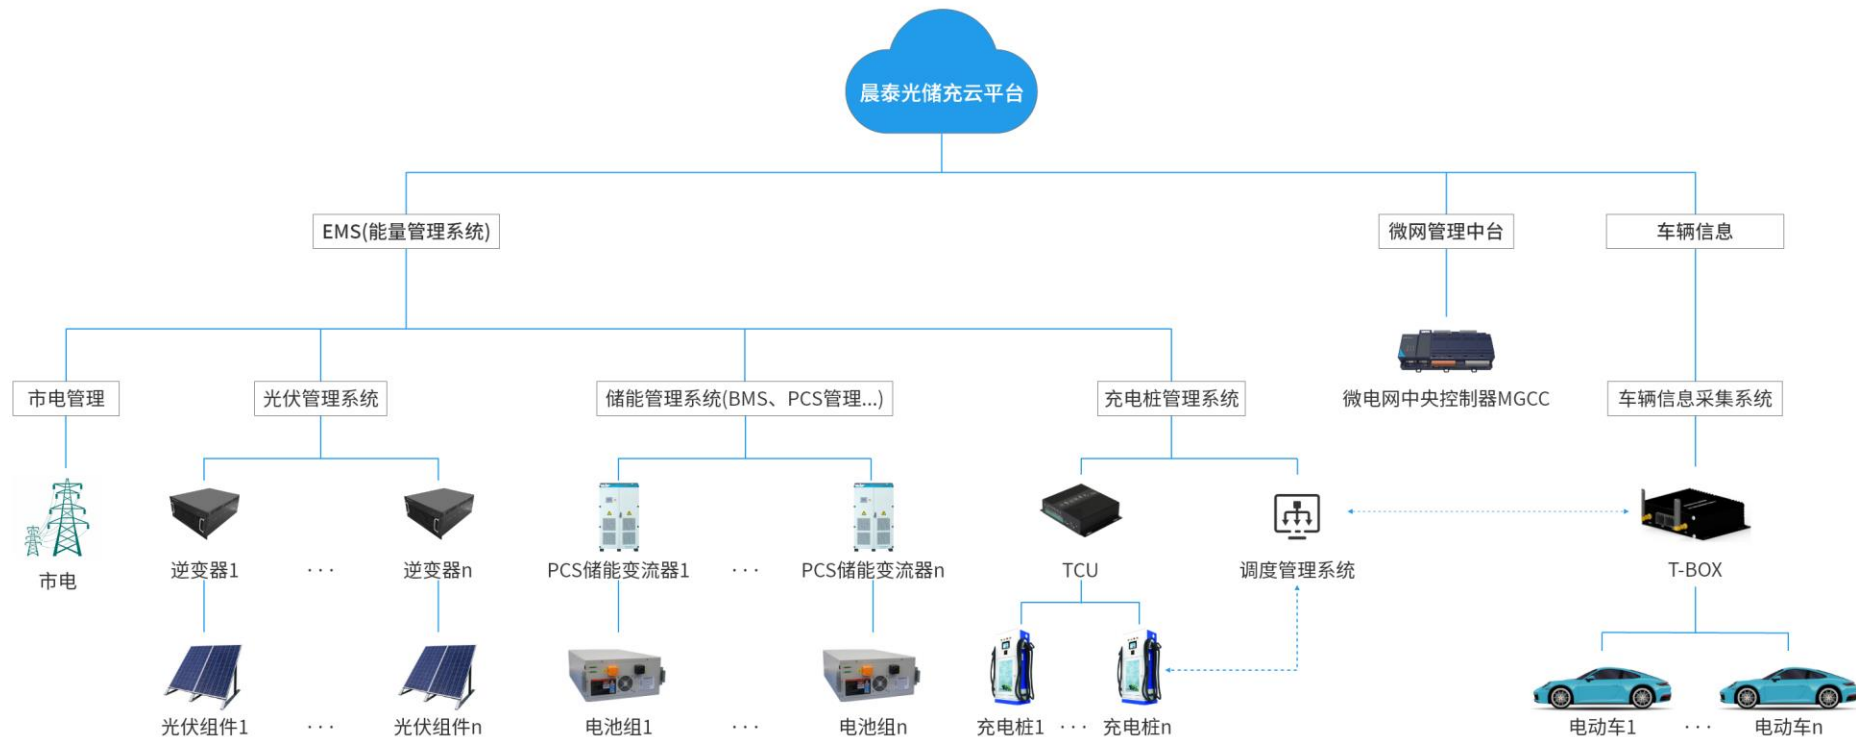 晨泰光储充云平台
EMS(能量管理系统)
微网管理中台
车辆信息
市电管理
光伏管理系统
储能管理系统(BMS、PCS管理...)
充电桩管理系统
微电网中央控制器MGCC
车辆信息采集系统
市电
逆变器1
···
逆变器n
PCS储能变流器1
···
PCS储能变流器n
TCU
调度管理系统
T-BOX
光伏组件1
···
光伏组件n
电池组1
···
电池组n
充电桩1
···
充电桩n
电动车1
···
电动车n